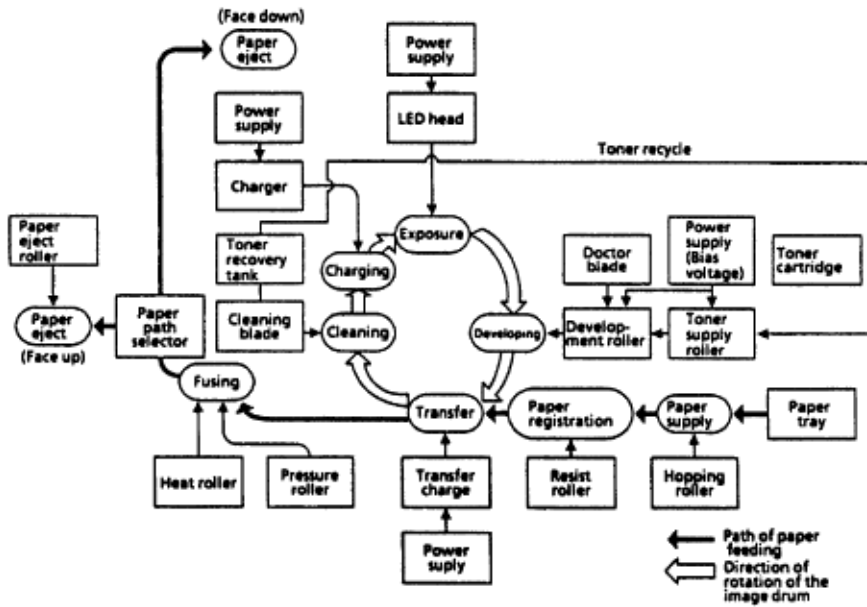 (Face down)
Paper
eject
Power
supply
Power
supply
LED head
Toner recycle
Charger
Paper
eject
roller
Toner
recovery
tank
Exposure
Charging
Doctor
blade
Power
supply
(Bias
voltage)
Toner
cartridge
Paper
eject
(Face up)
Paper
path
selector
Cleaning
blade
Cleaning
Developing
Develop-
ment roller
Toner
supply
roller
Fusing
Transfer
Paper
registration
Paper
supply
Paper
tray
Heat roller
Pressure
roller
Transfer
charge
Resist
roller
Hopping
roller
Power
suply
Path of paper
feeding
Direction of
rotation of the
image drum